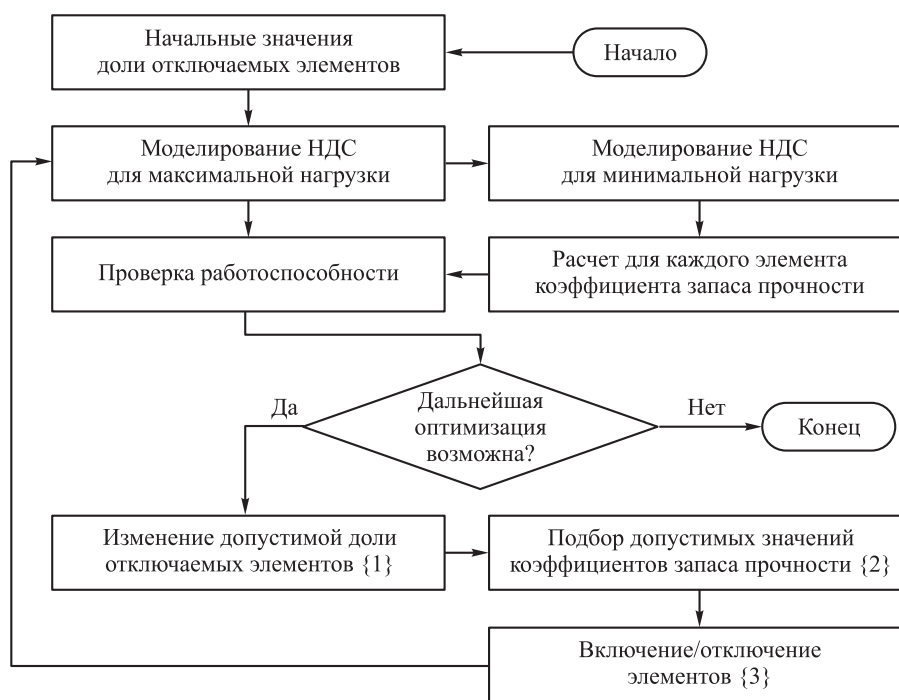 Начальные значения
доли отключаемых элементов
Начало
Моделирование НДС
для максимальной нагрузки
Моделирование НДС
для минимальной нагрузки
Проверка работоспособности
Расчет для каждого элемента
коэффициента запаса прочности
Да
Дальнейшая
оптимизация
возможна?
Нет
Конец
Изменение допустимой доли
отключаемых элементов {1}
Подбор допустимых значений
коэффициентов запаса прочности {2}
Включение/отключение
элементов {3}